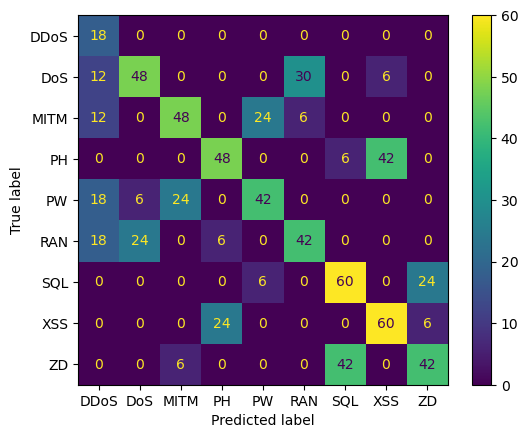 DDoS 18 0 0 0 0 0 0 0 0
DoS 12 48 0 0 0 30 0 6 0
MITM 12 0 48 0 24 6 0 0 0
PH 0 0 0 48 0 0 6 42 0
PW 18 6 24 0 42 0 0 0 0
RAN 18 24 0 6 0 42 0 0 0
SQL 0 0 0 0 6 0 60 0 24
XSS 0 0 0 24 0 0 0 60 6
ZD 0 0 6 0 0 0 42 0 42
DDoS DoS MITM PH PW RAN SQL XSS ZD
Predicted label
True label
60
50
40
30
20
10
0